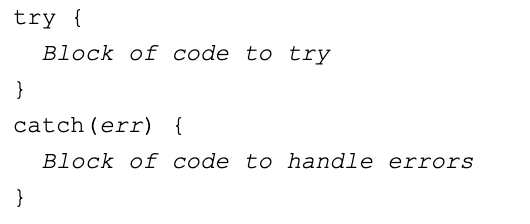 try {
  Block of code to try
}
catch(err) {
  Block of code to handle errors
}